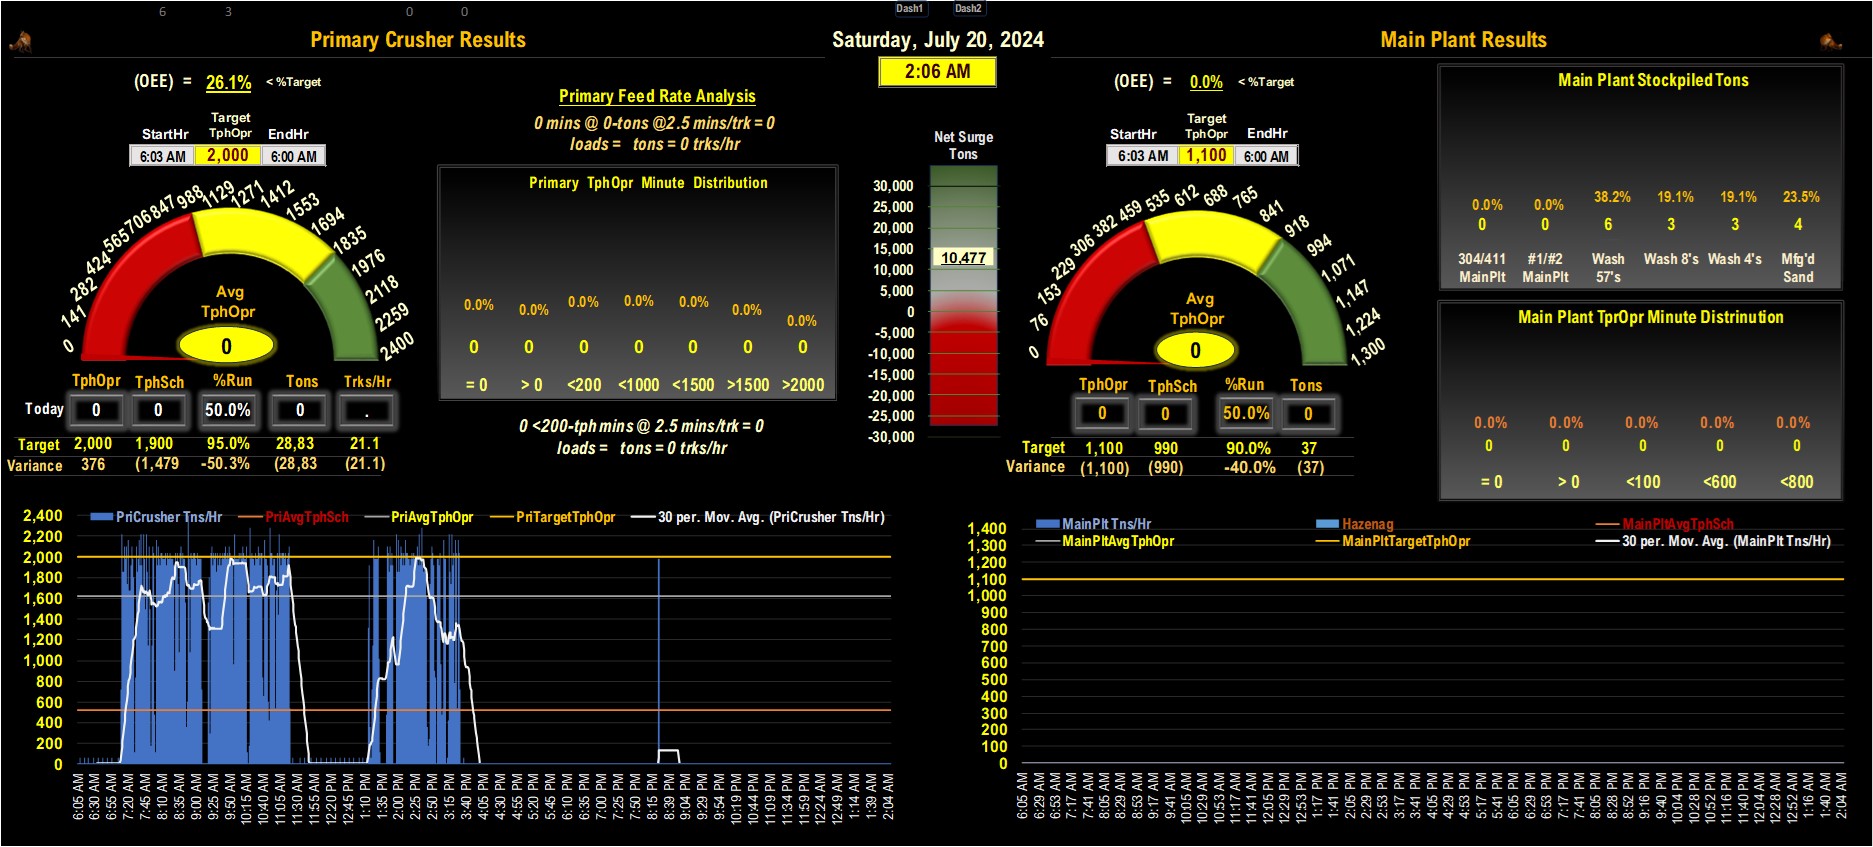 6 3 0 0 Dash1 Dash2
Primary Crusher Results
Saturday, July 20, 2024
Main Plant Results
2:06 AM
(OEE) = 26.1% < %Target
Target
StartHr TphOpr EndHr
6:03 AM 2,000 6:00 AM
0 141 282 424 565 706 847 988 1129 1271 1412 1553 1694 1835 1976 2118 2259 2400
Avg
TphOpr
0
TphOpr TphSch %Run Tons Trks/Hr
Today 0 0 50.0% 0 .
Target 2,000 1,900 95.0% 28,83 21.1
Variance 376 (1,479 -50.3% (28,83 (21.1)
Primary Feed Rate Analysis
0 mins @ 0-tons @2.5 mins/trk = 0
loads = tons = 0 trks/hr
Primary TphOpr Minute Distribution
0.0% 0.0% 0.0% 0.0% 0.0% 0.0% 0.0%
0 0 0 0 0 0 0
= 0 > 0 <200 <1000 <1500 >1500 >2000
0 <200-tph mins @ 2.5 mins/trk = 0
loads = tons = 0 trks/hr
Net Surge
Tons
30,000
25,000
20,000
15,000
10,477
10,000
5,000
0
-5,000
-10,000
-15,000
-20,000
-25,000
-30,000
(OEE) = 0.0% < %Target
Target
StartHr TphOpr EndHr
6:03 AM 1,100 6:00 AM
0 76 153 229 306 382 459 535 612 688 765 841 918 994 1,071 1,147 1,224 1,300
Avg
TphOpr
0
TphOpr TphSch %Run Tons
0 0 50.0% 0
Target 1,100 990 90.0% 37
Variance (1,100) (990) -40.0% (37)
Main Plant Stockpiled Tons
0.0% 0.0% 38.2% 19.1% 19.1% 23.5%
0 0 6 3 3 4
304/411 #1/#2 Wash Wash 8's Wash 4's Mfg'd
MainPlt MainPlt 57's Sand
Main Plant TprOpr Minute Distrinution
0.0% 0.0% 0.0% 0.0% 0.0%
0 0 0 0 0
= 0 > 0 <100 <600 <800
PriCrusher Tns/Hr PriAvgTphSch PriAvgTphOpr PriTargetTphOpr 30 per. Mov. Avg. (PriCrusher Tns/Hr)
2,400
2,200
2,000
1,800
1,600
1,400
1,200
1,000
800
600
400
200
0
6:05 AM 6:30 AM 6:55 AM 7:20 AM 7:45 AM 8:10 AM 8:35 AM 9:00 AM 9:25 AM 9:50 AM 10:15 AM 10:40 AM 11:05 AM 11:30 AM 11:55 AM 12:20 PM 12:45 PM 1:10 PM 1:35 PM 2:00 PM 2:25 PM 2:50 PM 3:15 PM 3:40 PM 4:05 PM 4:30 PM 4:55 PM 5:20 PM 5:45 PM 6:10 PM 6:35 PM 7:00 PM 7:25 PM 7:50 PM 8:15 PM 8:39 PM 9:04 PM 9:29 PM 9:54 PM 10:19 PM 10:44 PM 11:09 PM 11:34 PM 11:59 PM 12:24 AM 12:49 AM 1:14 AM 1:39 AM 2:04 AM
MainPlt Tns/Hr Hazenag MainPltAvgTphSch
MainPltAvgTphOpr MainPltTargetTphOpr 30 per. Mov. Avg. (MainPlt Tns/Hr)
1,400
1,300
1,200
1,100
1,000
900
800
700
600
500
400
300
200
100
0
6:05 AM 6:29 AM 6:53 AM 7:17 AM 7:41 AM 8:05 AM 8:29 AM 8:53 AM 9:17 AM 9:41 AM 10:05 AM 10:29 AM 10:53 AM 11:17 AM 11:41 AM 12:05 PM 12:29 PM 12:53 PM 1:17 PM 1:41 PM 2:05 PM 2:29 PM 2:53 PM 3:17 PM 3:41 PM 4:05 PM 4:29 PM 4:53 PM 5:17 PM 5:41 PM 6:05 PM 6:29 PM 6:53 PM 7:17 PM 7:41 PM 8:05 PM 8:28 PM 8:52 PM 9:16 PM 9:40 PM 10:04 PM 10:28 PM 10:52 PM 11:16 PM 11:40 PM 12:04 AM 12:28 AM 12:52 AM 1:16 AM 1:40 AM 2:04 AM